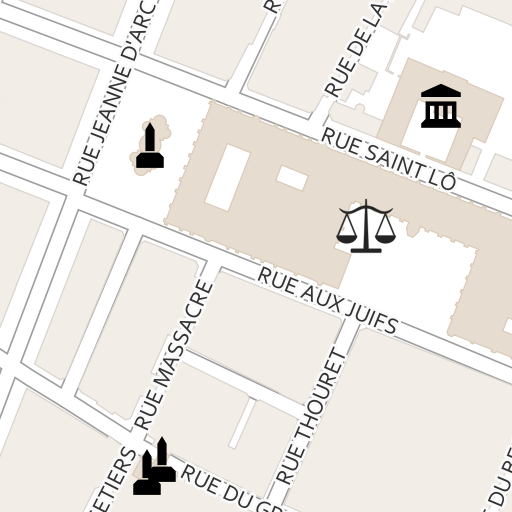 RUE JEANNE D'ARC
R
RUE DE LA
RUE SAINT LÔ
RUE AUX JUIFS
RUE MASSACRE
RUE THOURET
ETIERS
RUE DU GR
DU BE